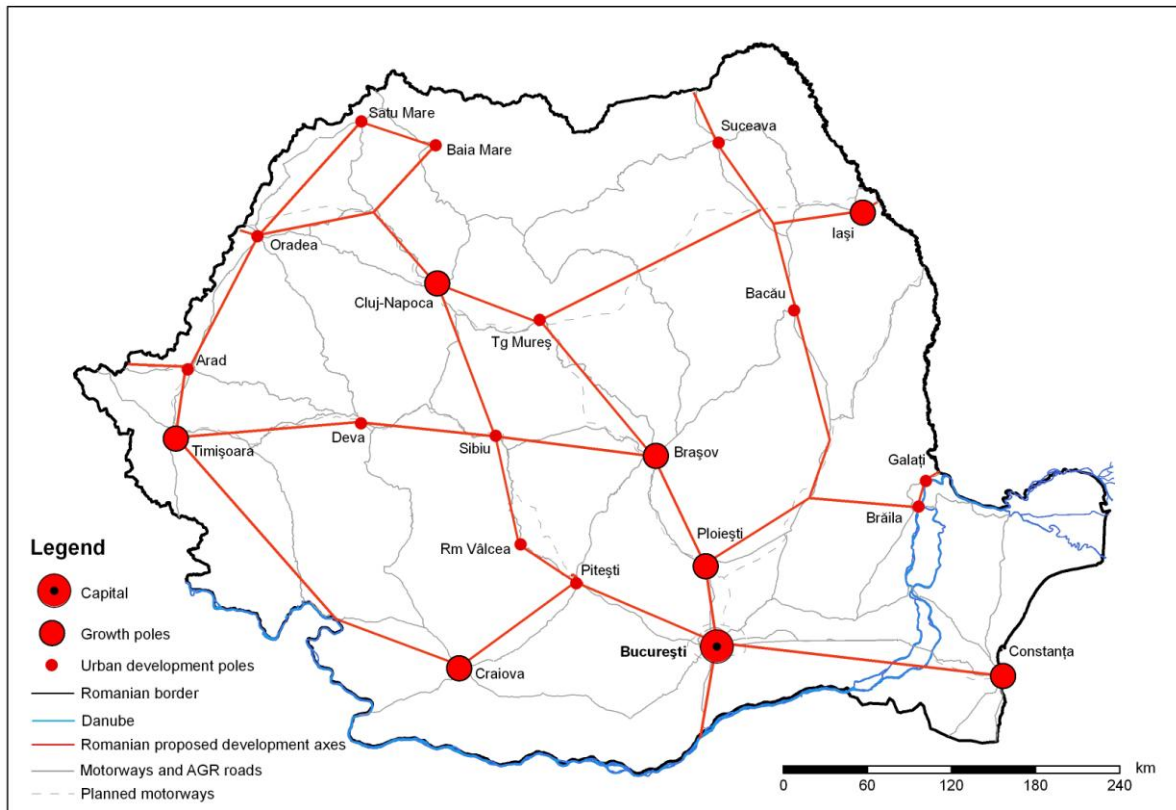 Satu Mare
Baia Mare
Suceava
Iaşi
Oradea
Cluj-Napoca
Bacău
Tg Mureş
Arad
Timişoara
Deva
Sibiu
Braşov
Galați
Brăila
Ploieşti
Rm Vâlcea
Piteşti
Bucureşti
Constanța
Craiova
Legend
Capital
Growth poles
Urban development poles
Romanian border
Danube
Romanian proposed development axes
Motorways and AGR roads
Planned motorways
km
0 60 120 180 240